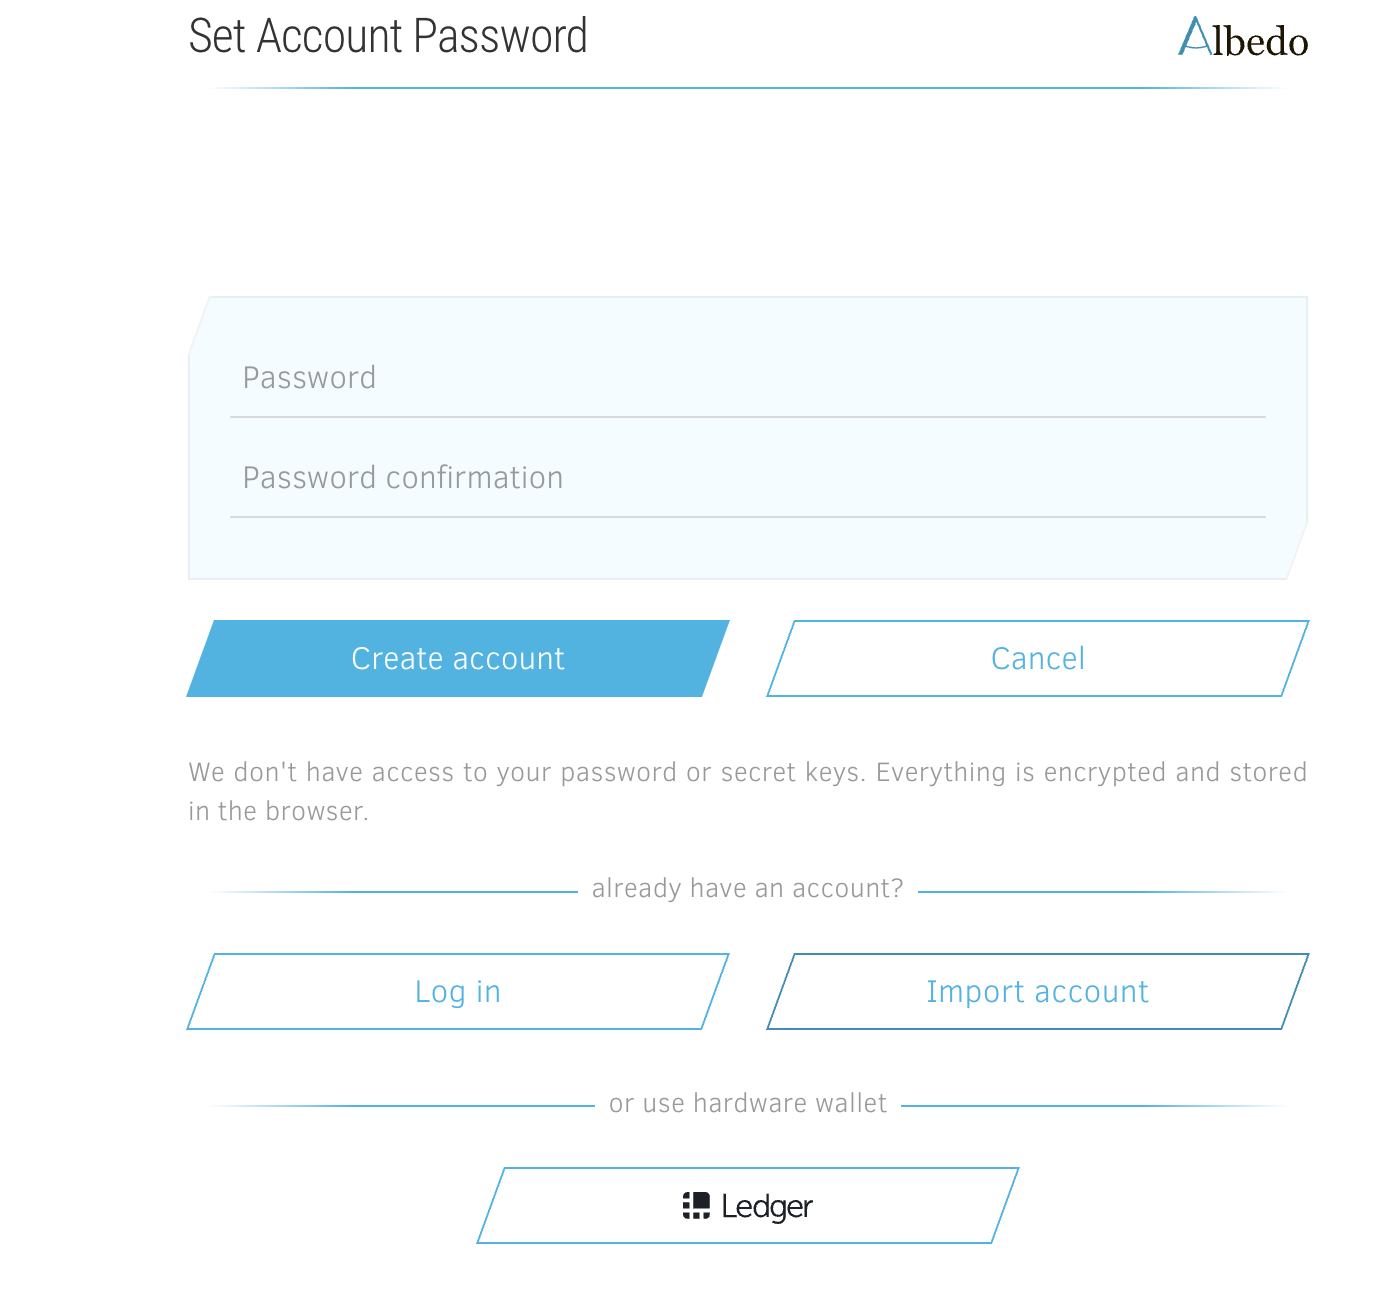 Set Account Password
Albedo
Password
Password confirmation
Create account
Cancel
We don't have access to your password or secret keys. Everything is encrypted and stored
in the browser.
already have an account?
Log in
Import account
or use hardware wallet
Ledger